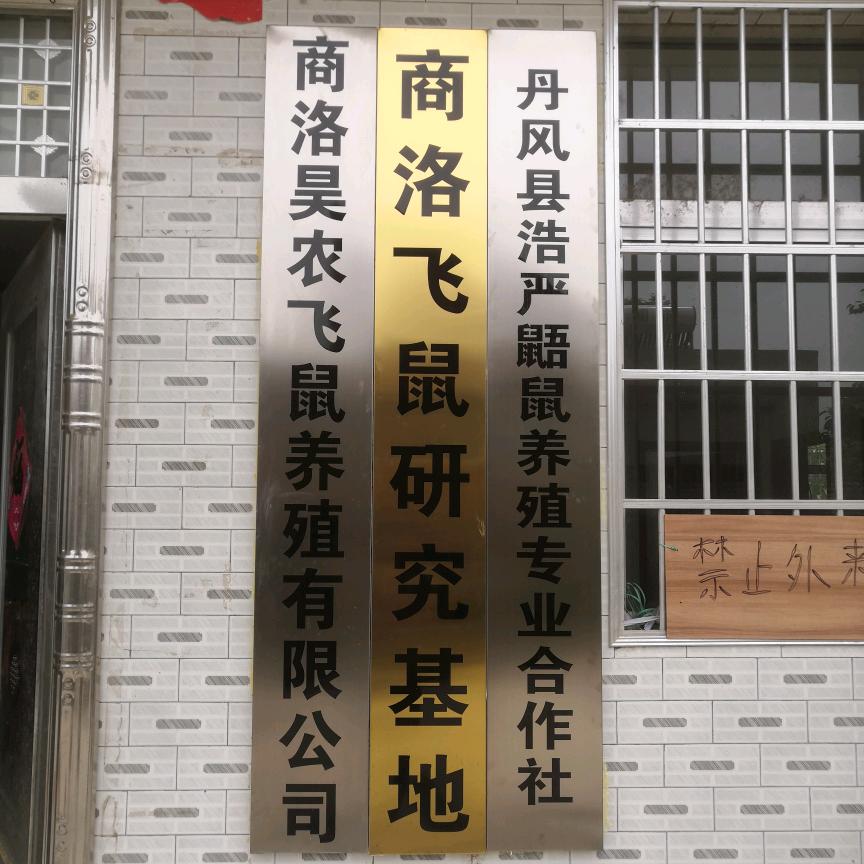 商洛昊农飞鼠养殖有限公司
商洛飞鼠研究基地
丹凤县浩严鼯鼠养殖专业合作社
禁止外来